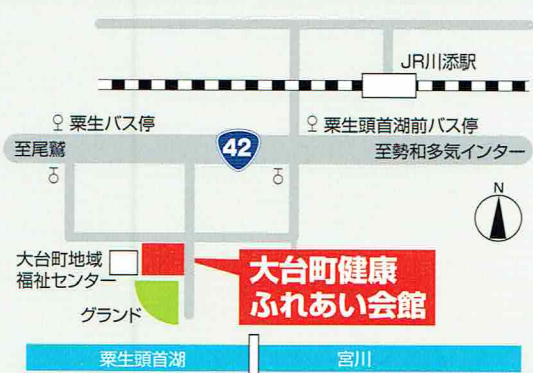 JR川添駅
粟生バス停
粟生頭首湖前バス停
至尾鷲
42
至勢和多気インター
N
大台町地域
福祉センター
大台町健康
ふれあい会館
グランド
粟生頭首湖
宮川